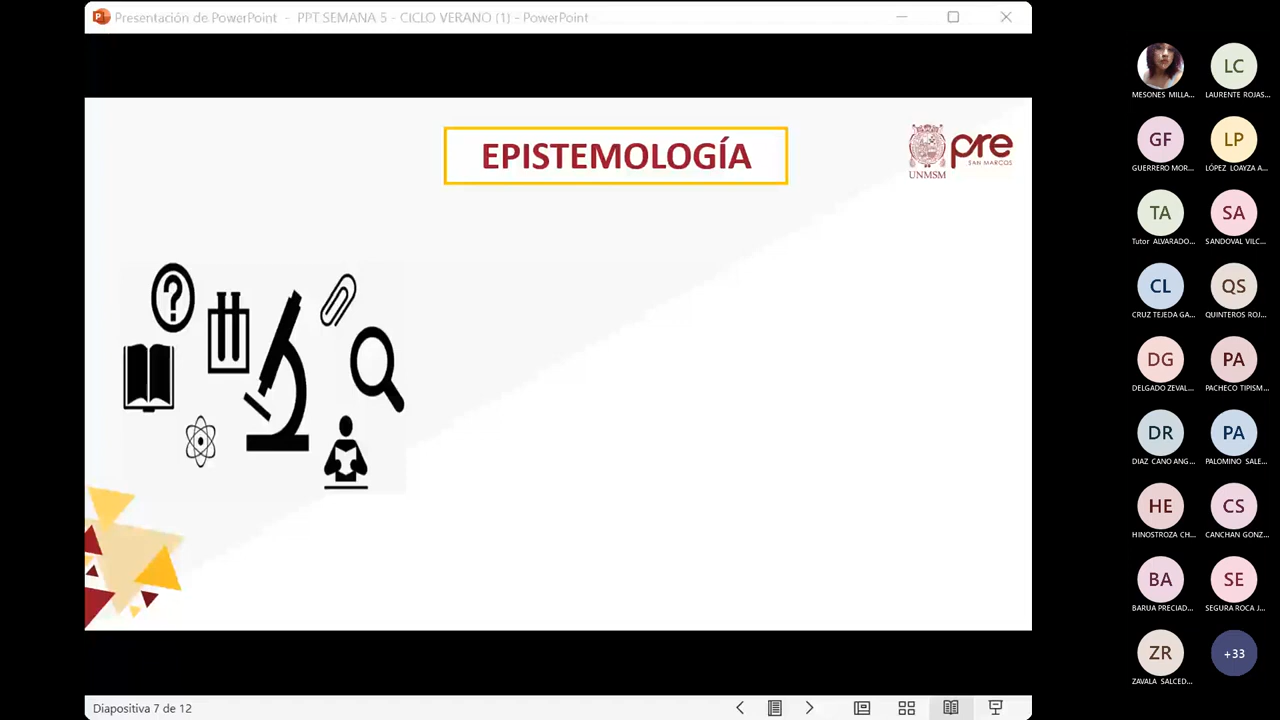 Presentación de PowerPoint - PPT SEMANA 5 - CICLO VERANO (1) - PowerPoint
EPISTEMOLOGÍA
UNMSM
pre
SAN MARCOS
?
Diapositiva 7 de 12
MESONES MILLA...
LC
LAURENTE ROJAS...
GF
GUERRERO MOR...
LP
LÓPEZ LOAYZA A...
TA
Tutor ALVARADO...
SA
SANDOVAL VILC...
CL
CRUZ TEJEDA GA...
QS
QUINTEROS ROJ...
DG
DELGADO ZEVAL...
PA
PACHECO TIPISM...
DR
DIAZ CANO ANG...
PA
PALOMINO SALE...
HE
HINOSTROZA CH...
CS
CANCHAN GONZ...
BA
BARUA PRECIAD...
SE
SEGURA ROCA J...
ZR
ZAVALA SALCED...
+33